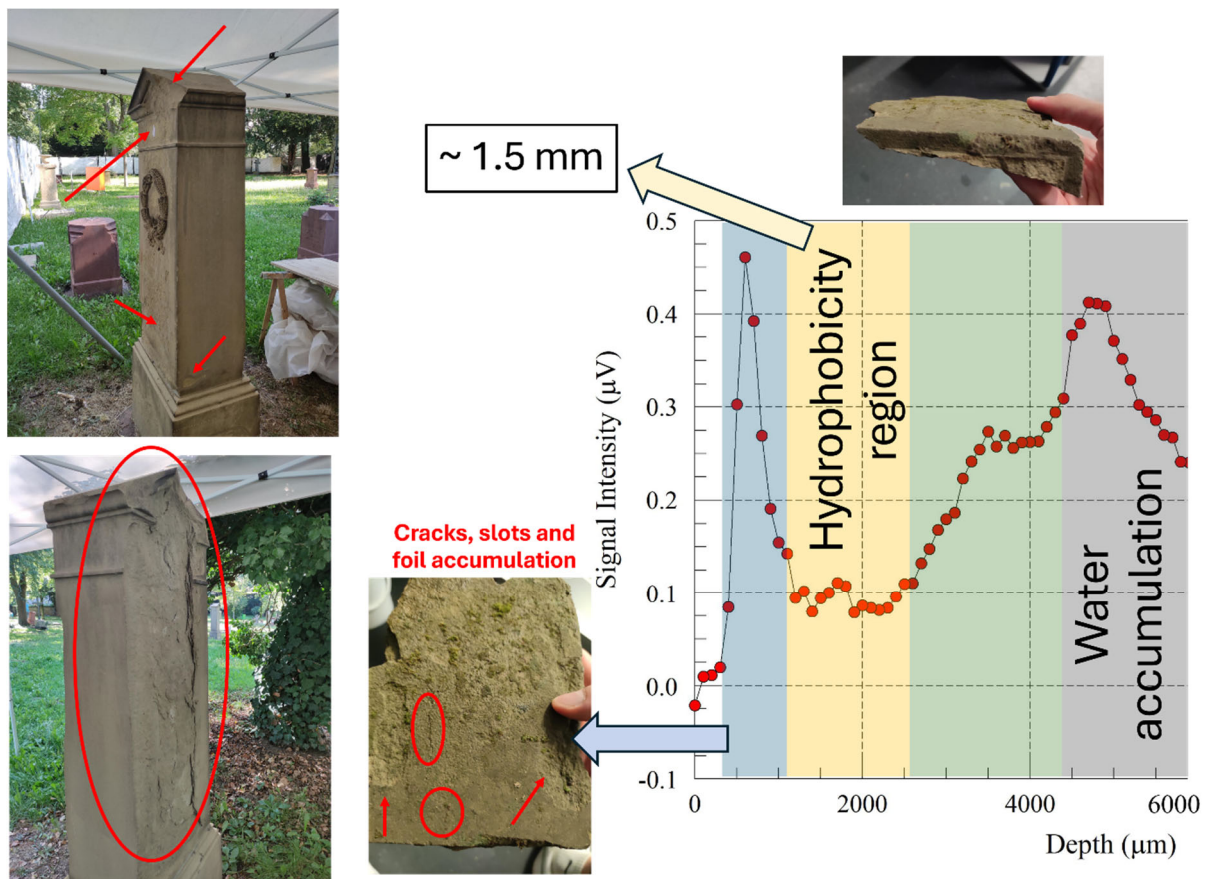 ~ 1.5 mm
Cracks, slots and
foil accumulation
Signal Intensity (µV)
0.5
0.4
0.3
0.2
0.1
0.0
-0.1
Hydrophobicity
region
Water
accumulation
0
2000
4000
6000
Depth (µm)